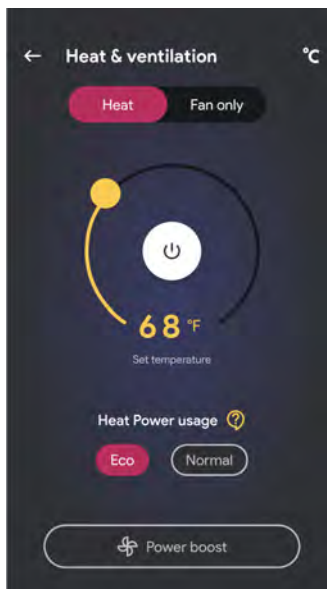 Heat & ventilation °C
Heat Fan only
68 °F
Set temperature
Heat Power usage ?
Eco Normal
Power boost